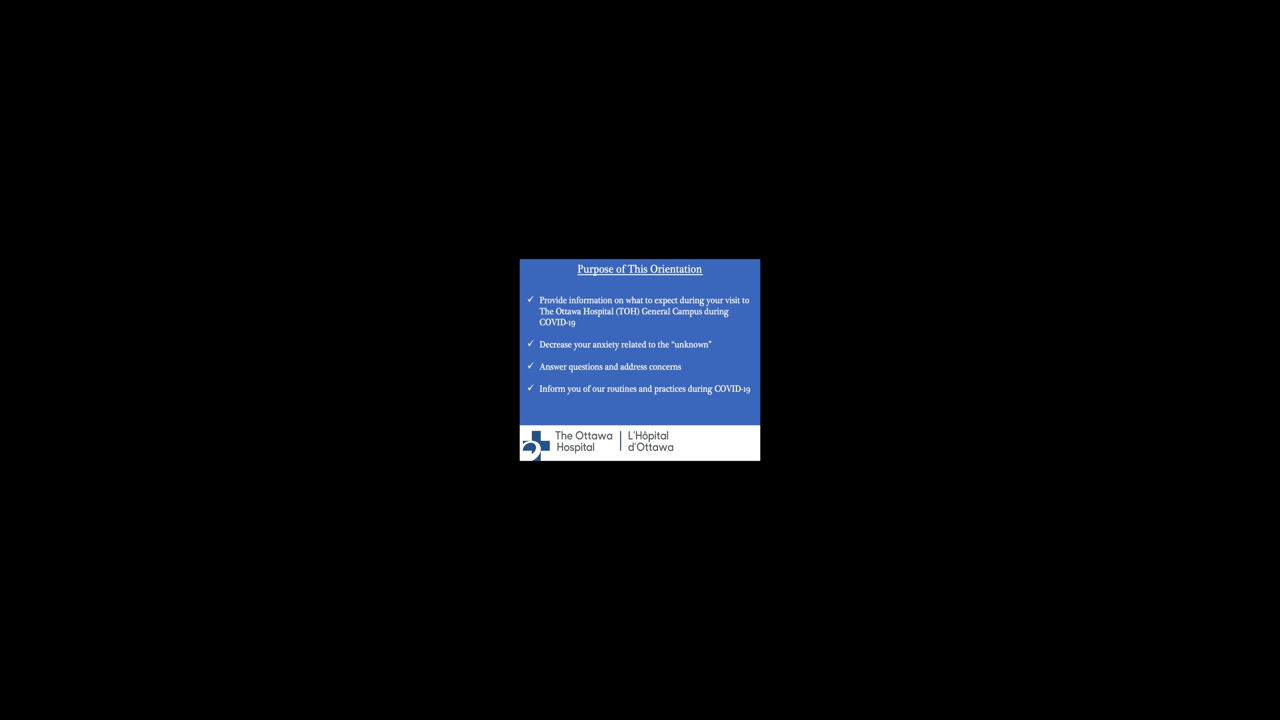 Purpose of This Orientation
✓ Provide information on what to expect during your visit to
The Ottawa Hospital (TOH) General Campus during
COVID-19
✓ Decrease your anxiety related to the “unknown”
✓ Answer questions and address concerns
✓ Inform you of our routines and practices during COVID-19
The Ottawa
Hospital
L'Hôpital
d'Ottawa